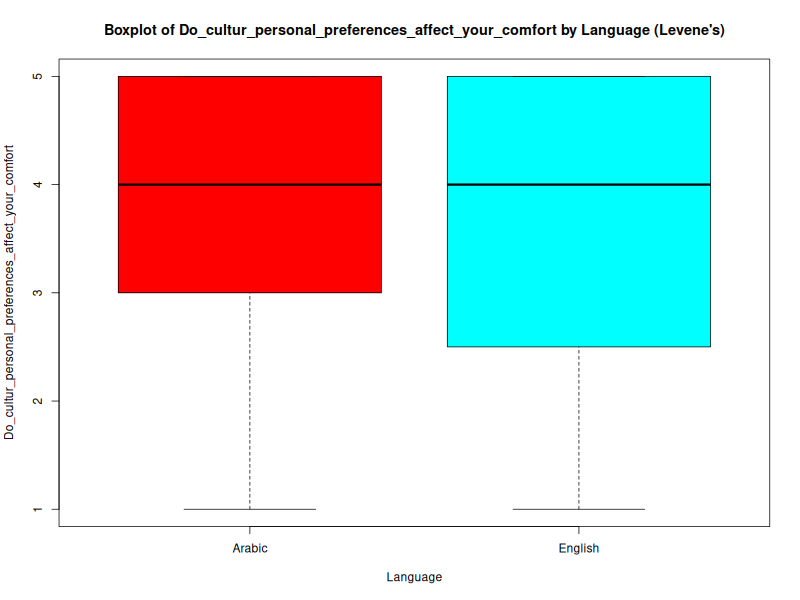 Boxplot of Do_cultur_personal_preferences_affect_your_comfort by Language (Levene's)
Do_cultur_personal_preferences_affect_your_comfort
5
4
3
2
1
Arabic English
Language